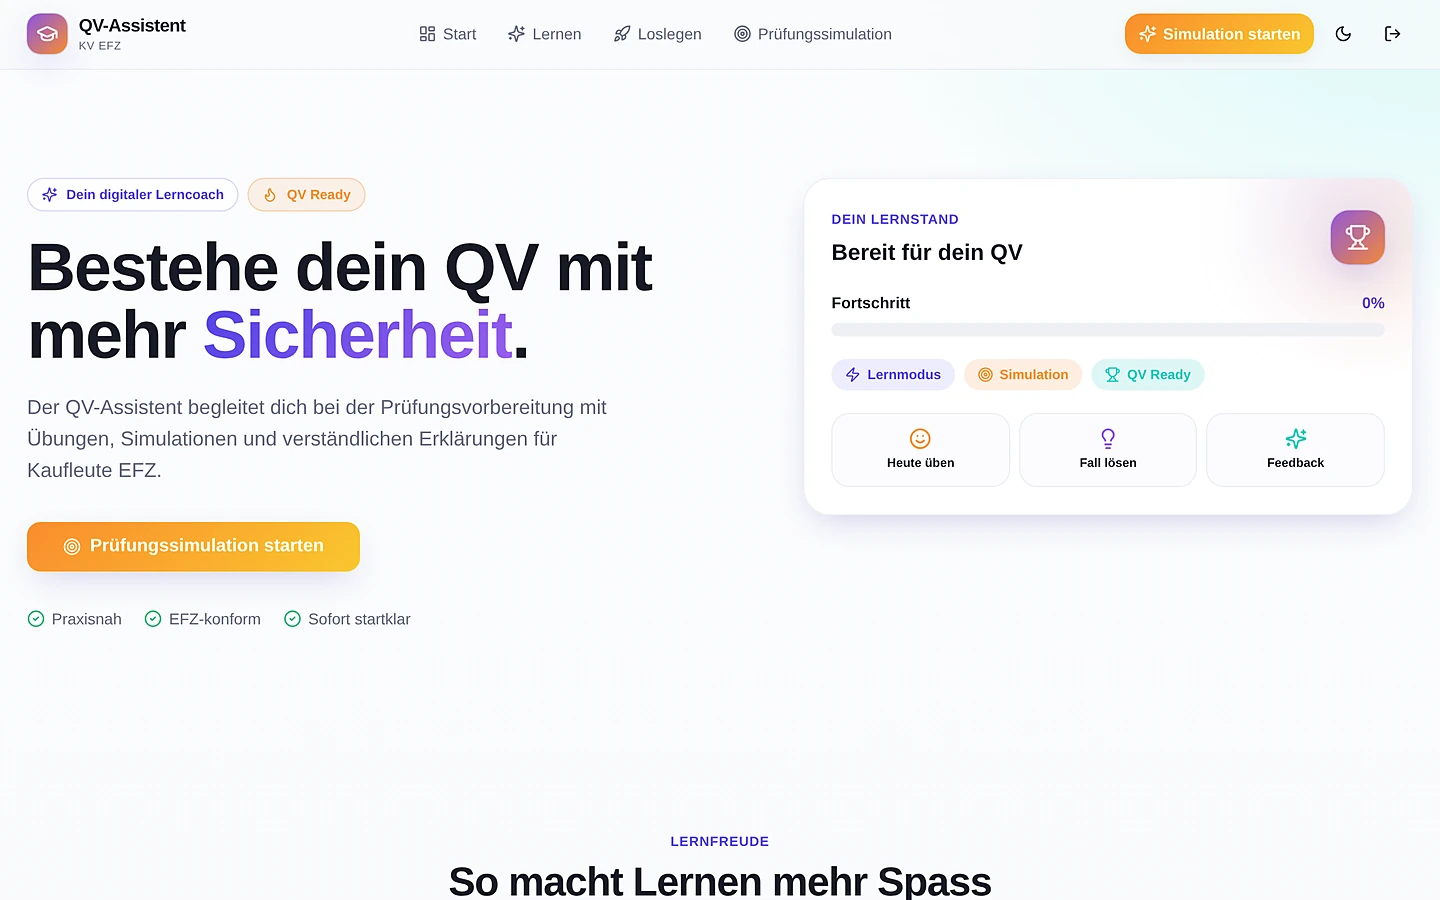 QV-Assistent
KV EFZ
Start
Lernen
Loslegen
Prüfungssimulation
Simulation starten
Dein digitaler Lerncoach
QV Ready
Bestehe dein QV mit
mehr Sicherheit.
Der QV-Assistent begleitet dich bei der Prüfungsvorbereitung mit
Übungen, Simulationen und verständlichen Erklärungen für
Kaufleute EFZ.
Prüfungssimulation starten
Praxisnah
EFZ-konform
Sofort startklar
DEIN LERNSTAND
Bereit für dein QV
Fortschritt
0%
Lernmodus
Simulation
QV Ready
Heute üben
Fall lösen
Feedback
LERNFREUDE
So macht Lernen mehr Spass